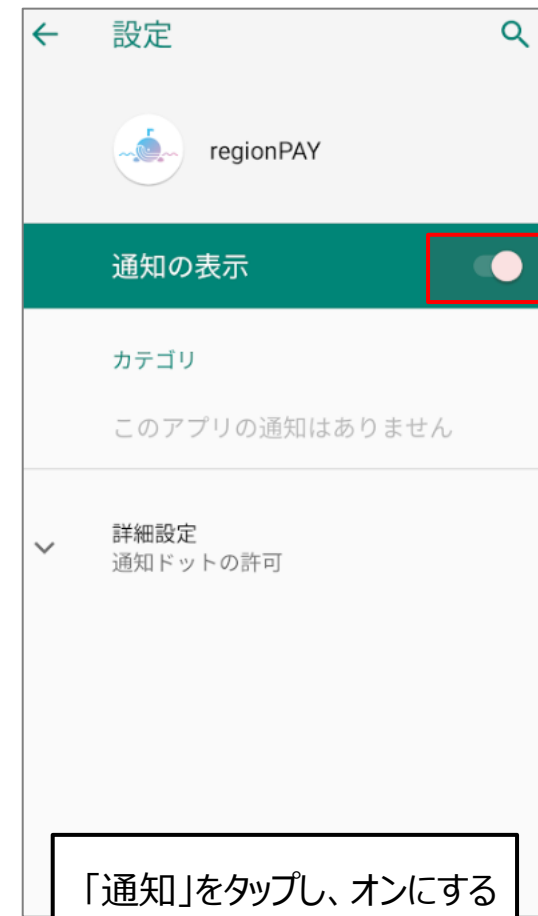 設定
regionPAY
通知の表示
カテゴリ
このアプリの通知はありません
詳細設定
通知ドットの許可
「通知」をタップし、オンにする